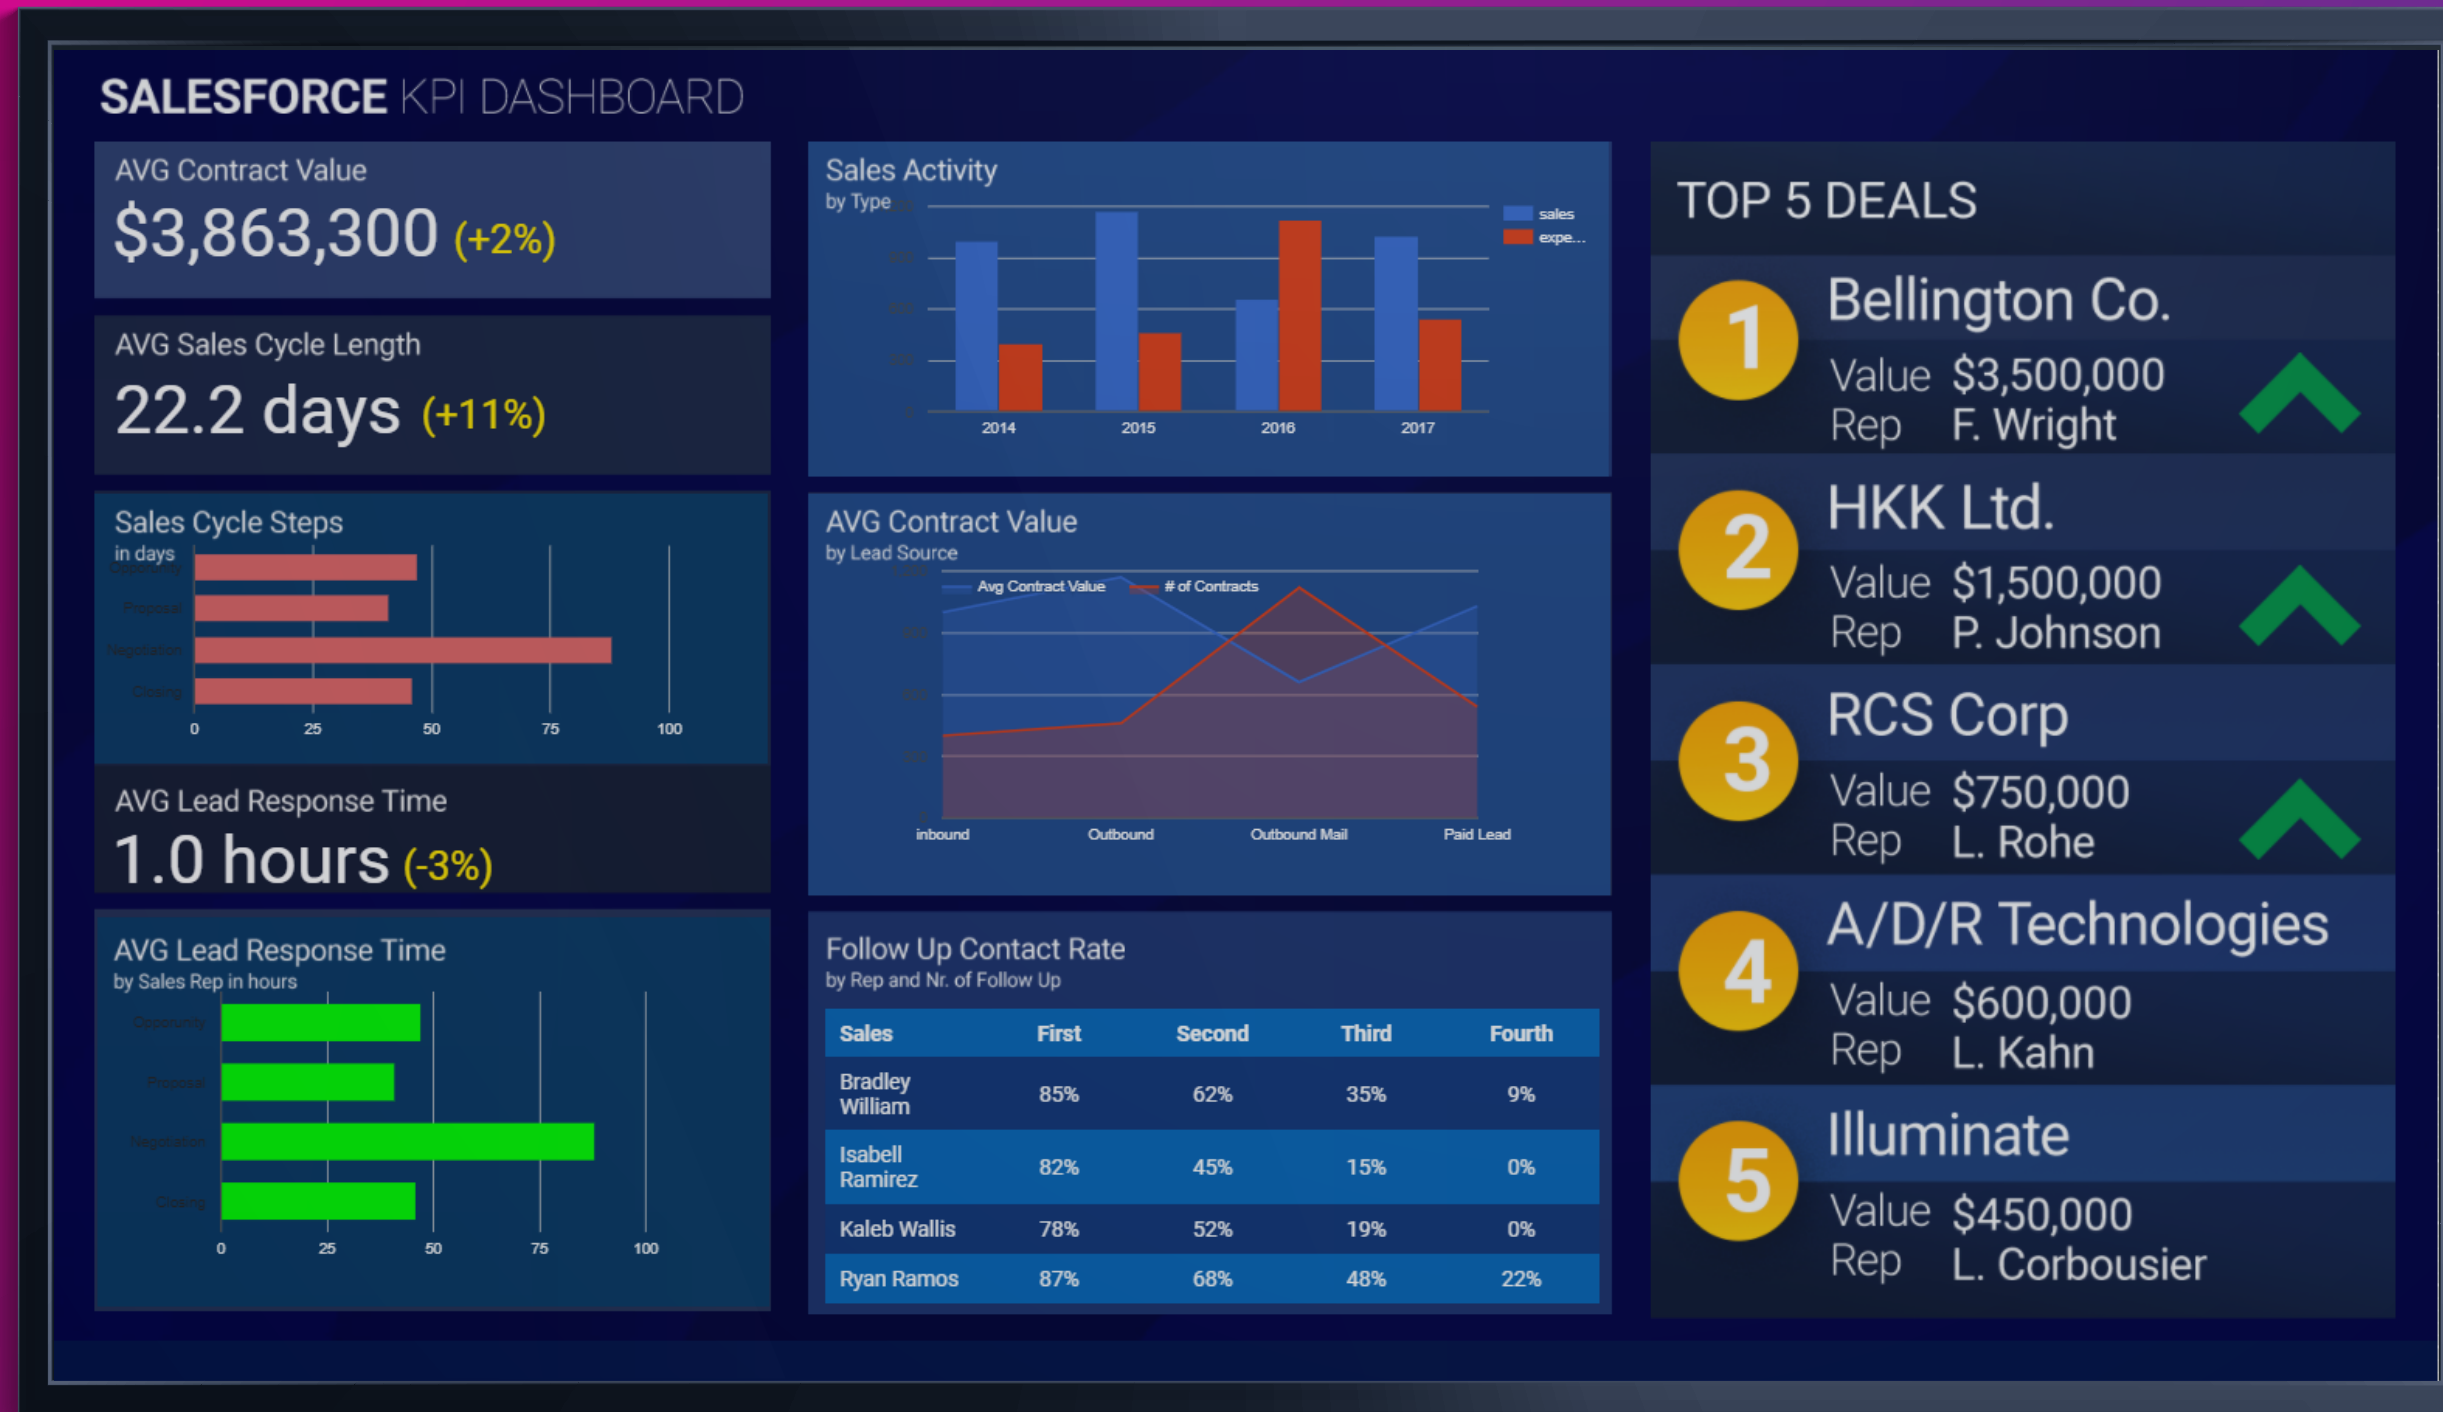 SALESFORCE KPI DASHBOARD
AVG Contract Value
$3,863,300 (+2%)
AVG Sales Cycle Length
22.2 days (+11%)
Sales Cycle Steps
in days
Opportunity
Proposal
Negotiation
Closing
0 25 50 75 100
AVG Lead Response Time
1.0 hours (-3%)
AVG Lead Response Time
by Sales Rep in hours
Opportunity
Proposal
Negotiation
Closing
0 25 50 75 100
Sales Activity
by Type
sales
expe...
2014 2015 2016 2017
AVG Contract Value
by Lead Source
Avg Contract Value # of Contracts
inbound Outbound Outbound Mail Paid Lead
Follow Up Contact Rate
by Rep and Nr. of Follow Up
Sales First Second Third Fourth
Bradley
William 85% 62% 35% 9%
Isabell
Ramirez 82% 45% 15% 0%
Kaleb Wallis 78% 52% 19% 0%
Ryan Ramos 87% 68% 48% 22%
TOP 5 DEALS
1 Bellington Co.
Value $3,500,000
Rep F. Wright
2 HKK Ltd.
Value $1,500,000
Rep P. Johnson
3 RCS Corp
Value $750,000
Rep L. Rohe
4 A/D/R Technologies
Value $600,000
Rep L. Kahn
5 Illuminate
Value $450,000
Rep L. Corbousier